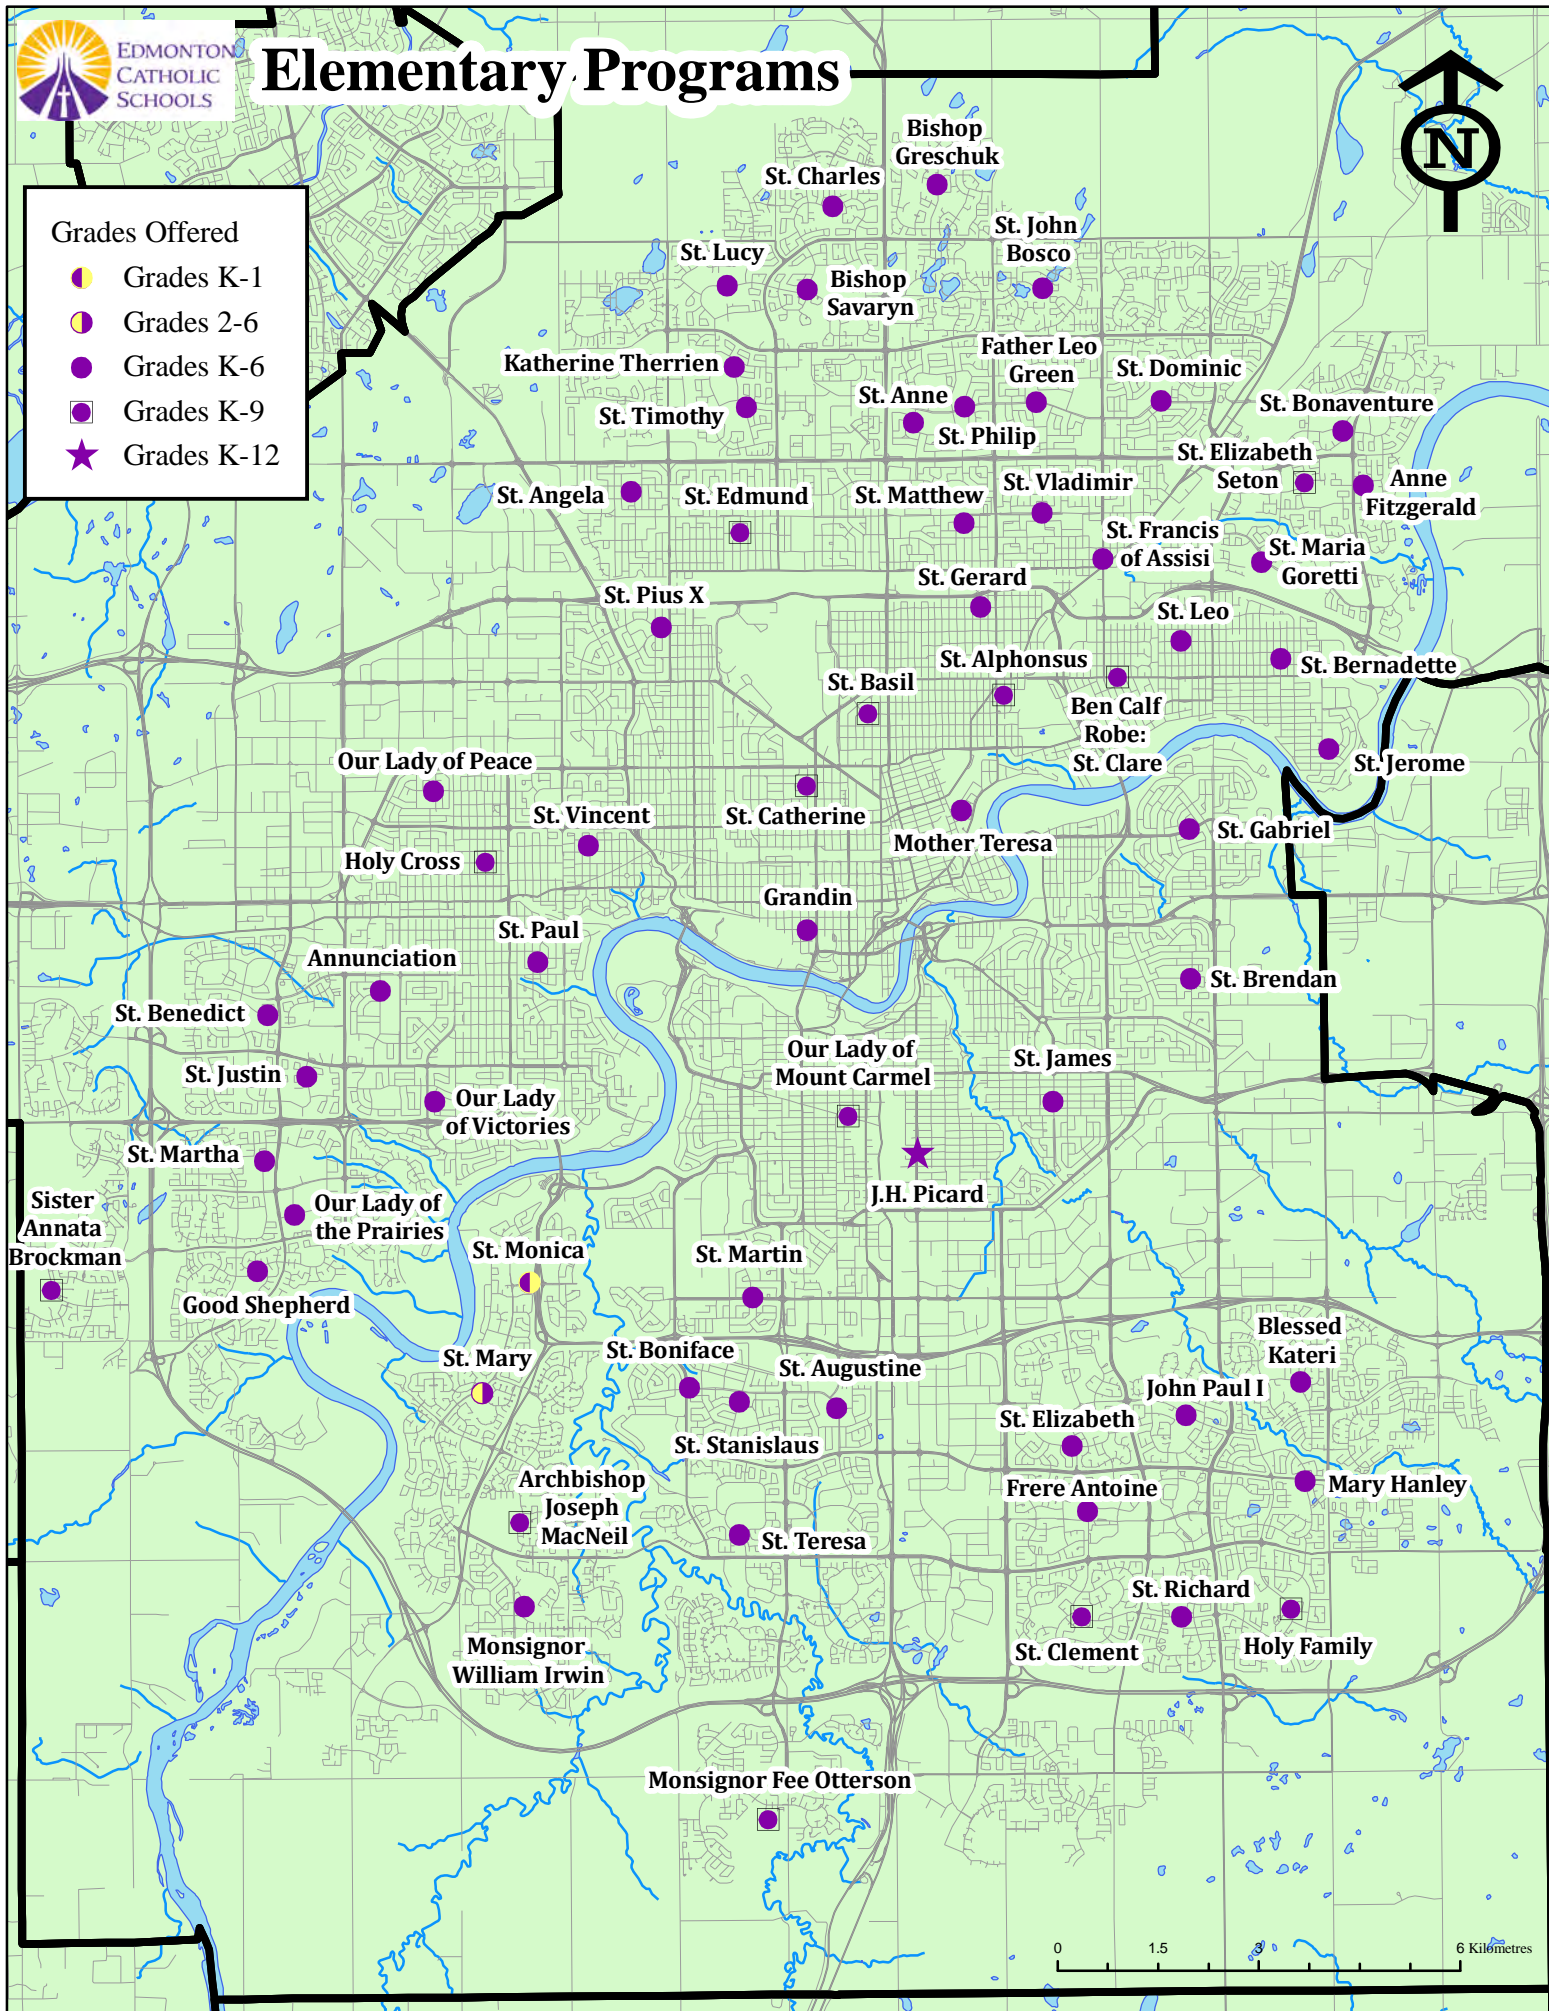 EDMONTON
CATHOLIC
SCHOOLS
Elementary Programs
N
Grades Offered
Grades K-1
Grades 2-6
Grades K-6
Grades K-9
Grades K-12
Bishop
Greschuk
St. Charles
St. John
Bosco
St. Lucy
Bishop
Savaryn
Father Leo
Green
Katherine Therrien
St. Dominic
St. Anne
St. Timothy
St. Bonaventure
St. Philip
St. Elizabeth
Seton
Anne
Fitzgerald
St. Angela
St. Edmund
St. Matthew
St. Vladimir
St. Francis
of Assisi
St. Maria
Goretti
St. Gerard
St. Pius X
St. Leo
St. Alphonsus
St. Bernadette
St. Basil
Ben Calf
Robe:
St. Clare
St. Jerome
Our Lady of Peace
St. Vincent
St. Catherine
St. Gabriel
Mother Teresa
Holy Cross
Grandin
St. Paul
Annunciation
St. Brendan
St. Benedict
Our Lady of
Mount Carmel
St. James
St. Justin
Our Lady
of Victories
St. Martha
J.H. Picard
Sister
Annata
Brockman
Our Lady of
the Prairies
St. Monica
St. Martin
Good Shepherd
Blessed
Kateri
St. Mary
St. Boniface
St. Augustine
John Paul I
St. Elizabeth
St. Stanislaus
Archbishop
Joseph
MacNeil
Frere Antoine
Mary Hanley
St. Teresa
St. Richard
Monsignor
William Irwin
St. Clement
Holy Family
Monsignor Fee Otterson
0 1.5 3 6 Kilometres